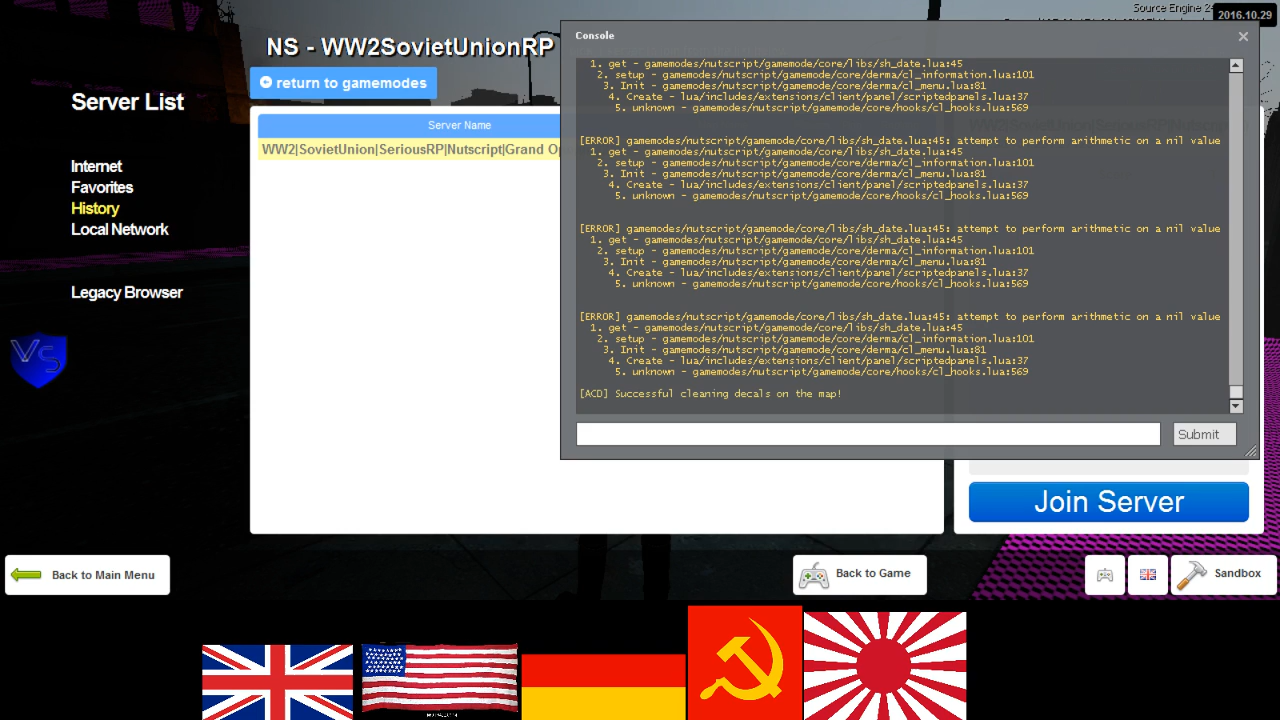 Source Engine 24
2016.10.29
NS - WW2SovietUnionRP
return to gamemodes
Server List
Internet
Favorites
History
Local Network
Legacy Browser
VS
Server Name
WW2|SovietUnion|SeriousRP|Nutscript|Grand O
Console
1. get - gamemodes/nutscript/gamemode/core/libs/sh_date.lua:45
2. setup - gamemodes/nutscript/gamemode/core/derma/cl_information.lua:101
3. Init - gamemodes/nutscript/gamemode/core/derma/cl_menu.lua:81
4. Create - lua/includes/extensions/client/panel/scriptedpanels.lua:37
5. unknown - gamemodes/nutscript/gamemode/core/hooks/cl_hooks.lua:569
[ERROR] gamemodes/nutscript/gamemode/core/libs/sh_date.lua:45: attempt to perform arithmetic on a nil value
1. get - gamemodes/nutscript/gamemode/core/libs/sh_date.lua:45
2. setup - gamemodes/nutscript/gamemode/core/derma/cl_information.lua:101
3. Init - gamemodes/nutscript/gamemode/core/derma/cl_menu.lua:81
4. Create - lua/includes/extensions/client/panel/scriptedpanels.lua:37
5. unknown - gamemodes/nutscript/gamemode/core/hooks/cl_hooks.lua:569
[ERROR] gamemodes/nutscript/gamemode/core/libs/sh_date.lua:45: attempt to perform arithmetic on a nil value
1. get - gamemodes/nutscript/gamemode/core/libs/sh_date.lua:45
2. setup - gamemodes/nutscript/gamemode/core/derma/cl_information.lua:101
3. Init - gamemodes/nutscript/gamemode/core/derma/cl_menu.lua:81
4. Create - lua/includes/extensions/client/panel/scriptedpanels.lua:37
5. unknown - gamemodes/nutscript/gamemode/core/hooks/cl_hooks.lua:569
[ERROR] gamemodes/nutscript/gamemode/core/libs/sh_date.lua:45: attempt to perform arithmetic on a nil value
1. get - gamemodes/nutscript/gamemode/core/libs/sh_date.lua:45
2. setup - gamemodes/nutscript/gamemode/core/derma/cl_information.lua:101
3. Init - gamemodes/nutscript/gamemode/core/derma/cl_menu.lua:81
4. Create - lua/includes/extensions/client/panel/scriptedpanels.lua:37
5. unknown - gamemodes/nutscript/gamemode/core/hooks/cl_hooks.lua:569
[ACD] Successful cleaning decals on the map!
Submit
Join Server
Back to Main Menu
Back to Game
Sandbox